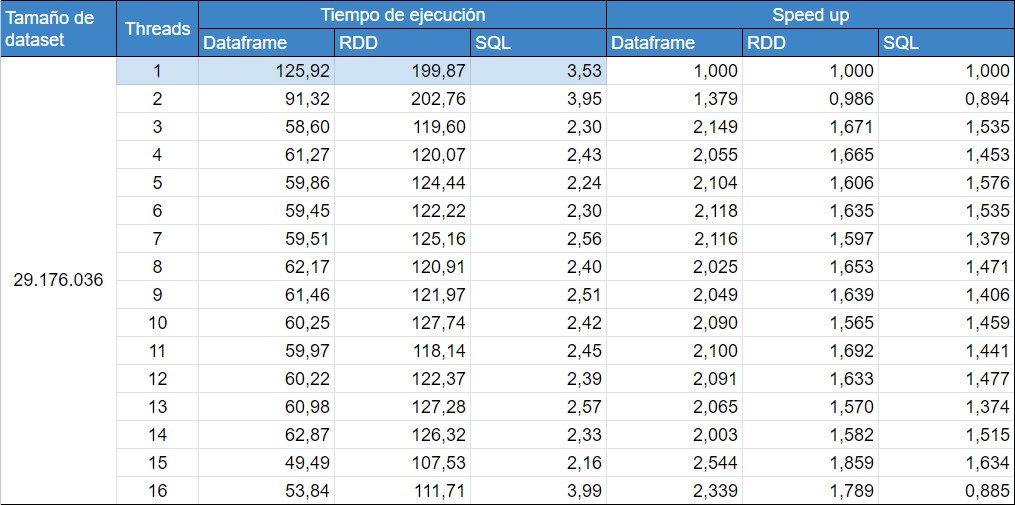 Tamaño de dataset Threads Tiempo de ejecución Speed up
Dataframe RDD SQL Dataframe RDD SQL
29.176.036
1 125,92 199,87 3,53 1,000 1,000 1,000
2 91,32 202,76 3,95 1,379 0,986 0,894
3 58,60 119,60 2,30 2,149 1,671 1,535
4 61,27 120,07 2,43 2,055 1,665 1,453
5 59,86 124,44 2,24 2,104 1,606 1,576
6 59,45 122,22 2,30 2,118 1,635 1,535
7 59,51 125,16 2,56 2,116 1,597 1,379
8 62,17 120,91 2,40 2,025 1,653 1,471
9 61,46 121,97 2,51 2,049 1,639 1,406
10 60,25 127,74 2,42 2,090 1,565 1,459
11 59,97 118,14 2,45 2,100 1,692 1,441
12 60,22 122,37 2,39 2,091 1,633 1,477
13 60,98 127,28 2,57 2,065 1,570 1,374
14 62,87 126,32 2,33 2,003 1,582 1,515
15 49,49 107,53 2,16 2,544 1,859 1,634
16 53,84 111,71 3,99 2,339 1,789 0,885